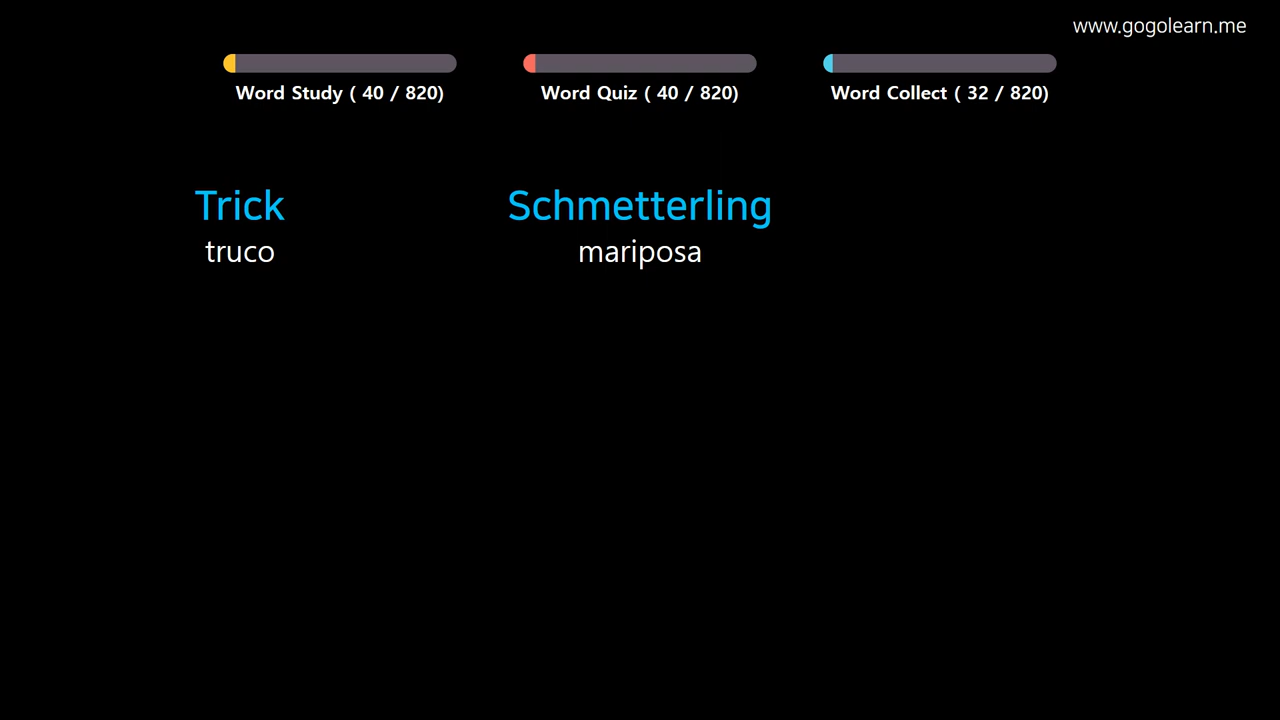 www.gogolearn.me
Word Study ( 40 / 820)
Word Quiz ( 40 / 820)
Word Collect ( 32 / 820)
Trick
truco
Schmetterling
mariposa